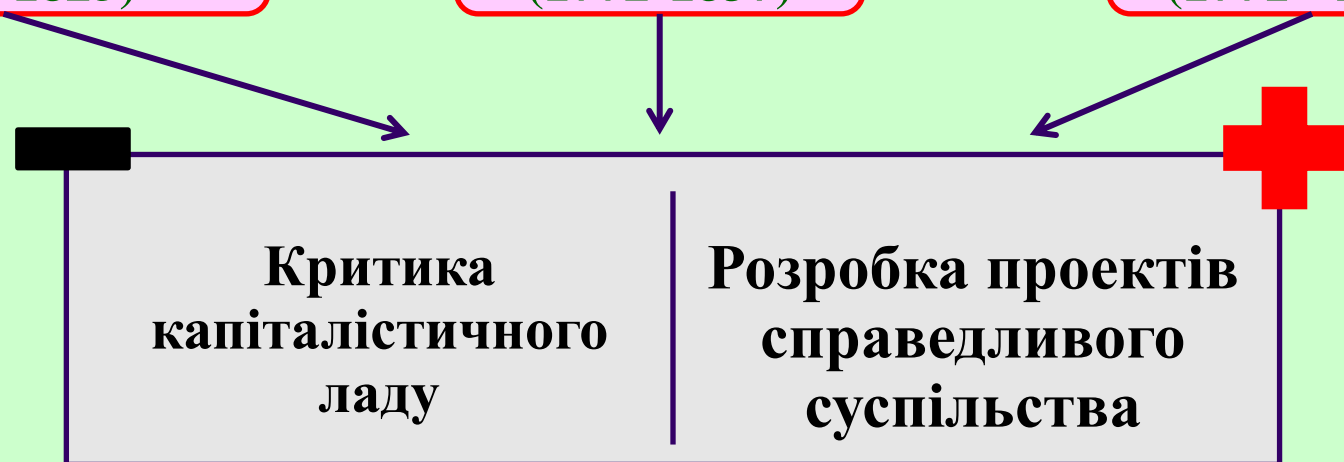 Критика
капіталістичного
ладу
Розробка проектів
справедливого
суспільства